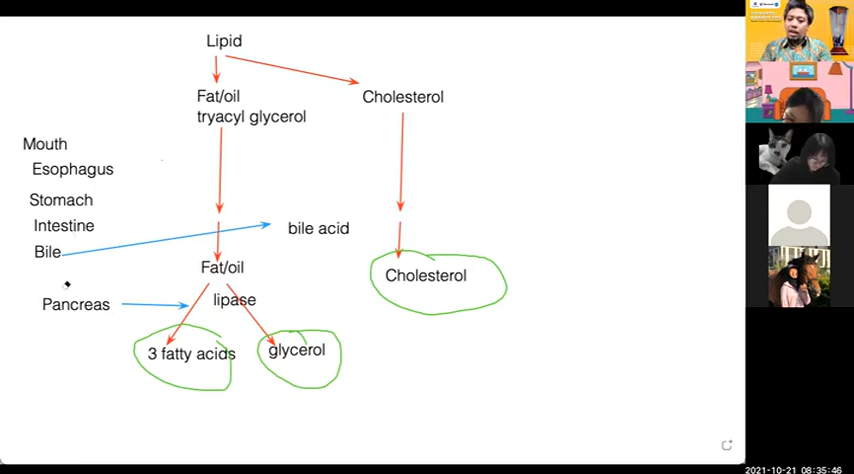 Lipid
Fat/oil
tryacyl glycerol
Cholesterol
Mouth
Esophagus
Stomach
Intestine
Bile
bile acid
Fat/oil
Cholesterol
Pancreas
lipase
3 fatty acids
glycerol
2021-10-21 08:35:46